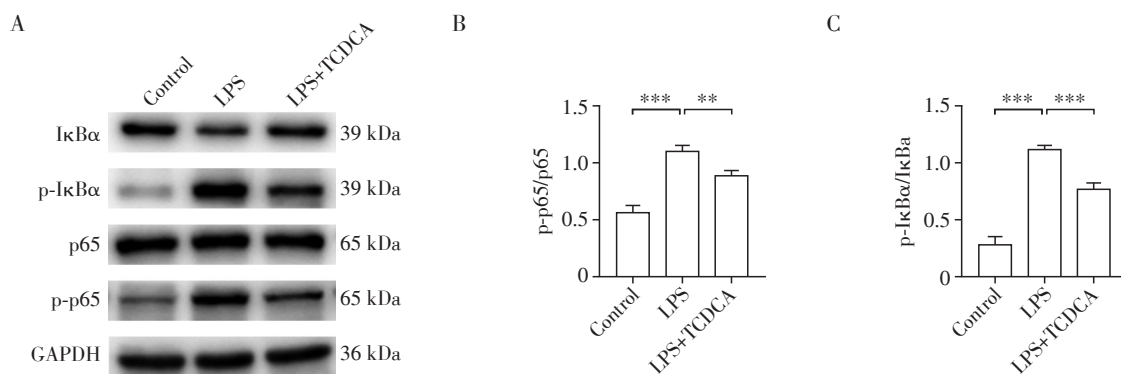 A
Control
LPS
LPS+TCDCA
IκBα
39 kDa
p-IκBα
39 kDa
p65
65 kDa
p-p65
65 kDa
GAPDH
36 kDa
B
p-p65/p65
1.5
1.0
0.5
0
***
**
Control
LPS
LPS+TCDCA
C
p-IκBα/IκBa
1.5
1.0
0.5
0
***
***
Control
LPS
LPS+TCDCA